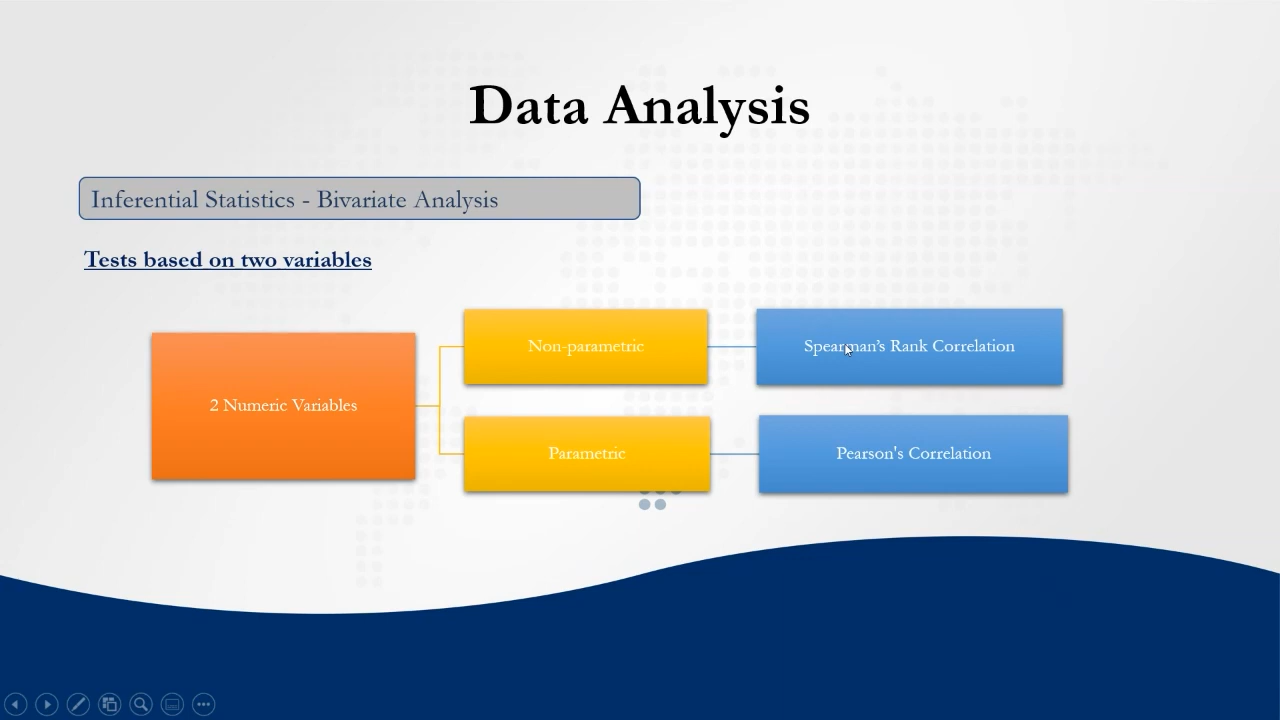 Data Analysis
Inferential Statistics - Bivariate Analysis
Tests based on two variables
2 Numeric Variables
Non-parametric
Spearman’s Rank Correlation
Parametric
Pearson's Correlation